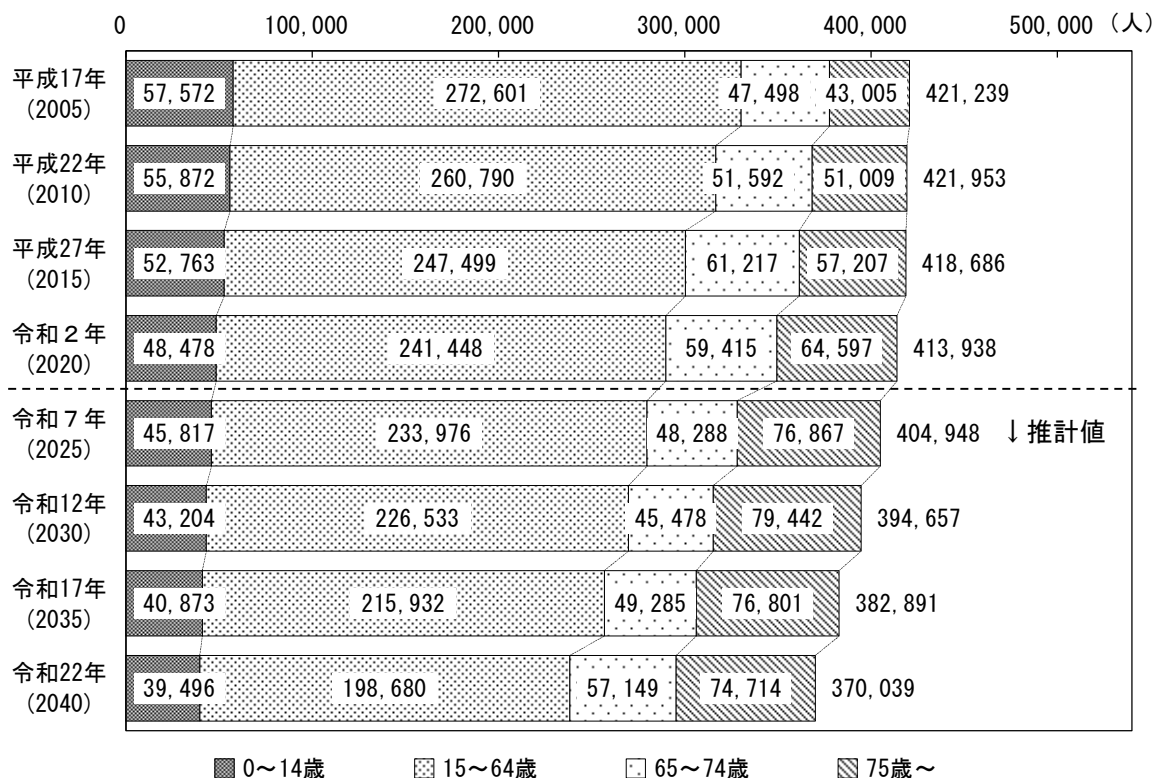 0 100,000 200,000 300,000 400,000 500,000 （人）
平成17年
(2005)
57,572 272,601 47,498 43,005 421,239
平成22年
(2010)
55,872 260,790 51,592 51,009 421,953
平成27年
(2015)
52,763 247,499 61,217 57,207 418,686
令和２年
(2020)
48,478 241,448 59,415 64,597 413,938
令和７年
(2025)
45,817 233,976 48,288 76,867 404,948 ↓推計値
令和12年
(2030)
43,204 226,533 45,478 79,442 394,657
令和17年
(2035)
40,873 215,932 49,285 76,801 382,891
令和22年
(2040)
39,496 198,680 57,149 74,714 370,039
0～14歳 15～64歳 65～74歳 75歳～